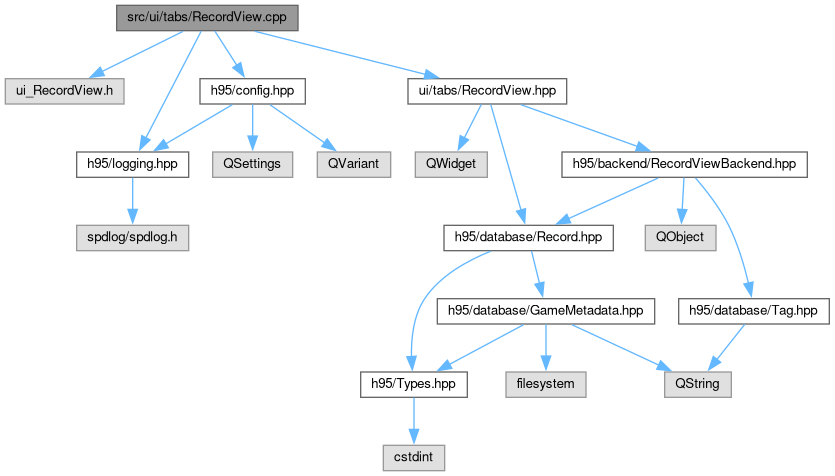 src/ui/tabs/RecordView.cpp
ui_RecordView.h
h95/config.hpp
ui/tabs/RecordView.hpp
h95/logging.hpp
QSettings
QVariant
QWidget
h95/backend/RecordViewBackend.hpp
spdlog/spdlog.h
h95/database/Record.hpp
QObject
h95/database/GameMetadata.hpp
h95/database/Tag.hpp
h95/Types.hpp
filesystem
QString
cstdint